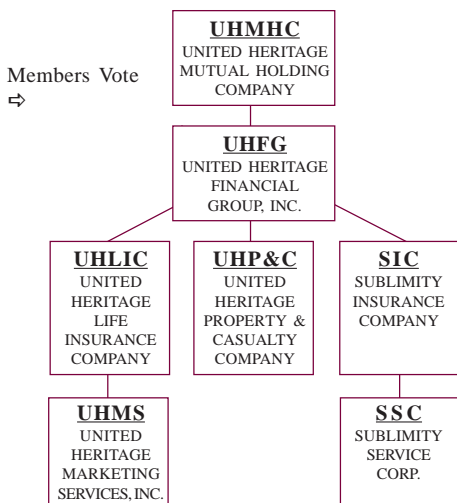 UHMHC
UNITED HERITAGE
MUTUAL HOLDING
COMPANY
Members Vote
⇨
UHFG
UNITED HERITAGE
FINANCIAL
GROUP, INC.
UHLIC
UNITED
HERITAGE
LIFE
INSURANCE
COMPANY
UHP&C
UNITED
HERITAGE
PROPERTY &
CASUALTY
COMPANY
SIC
SUBLIMITY
INSURANCE
COMPANY
UHMS
UNITED
HERITAGE
MARKETING
SERVICES, INC.
SSC
SUBLIMITY
SERVICE
CORP.